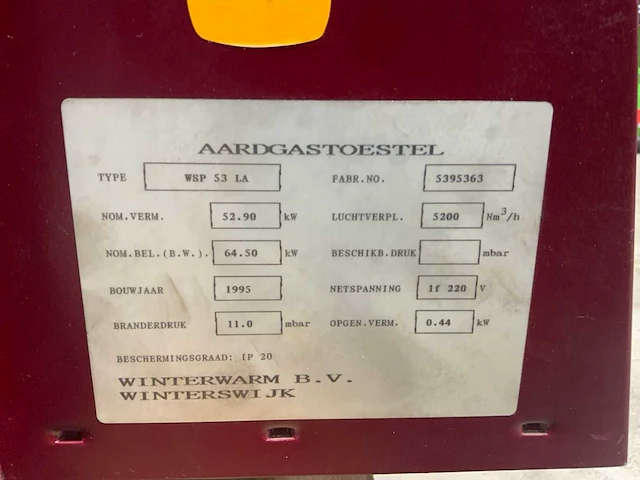 AARDGASTOESTEL
TYPE WSP 53 LA FABR.NO. 5395363
NOM.VERM. 52.90 kW LUCHTVERPL. 5200 Nm³/h
NOM.BEL.(B.W.). 64.50 kW BESCHIKB.DRUK mbar
BOUWJAAR 1995 NETSPANNING 1f 220 V
BRANDERDRUK 11.0 mbar OPGEN.VERM. 0.44 kW
BESCHERMINGSGRAAD: IP 20
WINTERWARM B.V.
WINTERSWIJK